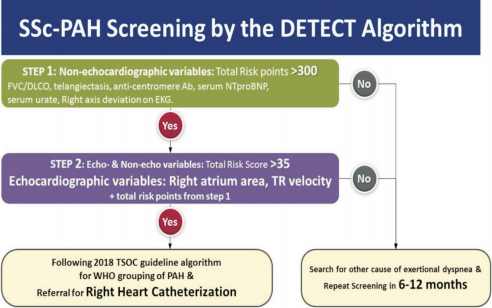 SSc-PAH Screening by the DETECT Algorithm
STEP 1: Non-echocardiographic variables: Total Risk points >300
FVC/DLCO, telangiectasis, anti-centromere Ab, serum NTproBNP,
serum urate, Right axis deviation on EKG.
No
Yes
STEP 2: Echo- & Non-echo variables: Total Risk Score >35
Echocardiographic variables: Right atrium area, TR velocity
+ total risk points from step 1
No
Yes
Following 2018 TSOC guideline algorithm
for WHO grouping of PAH &
Referral for Right Heart Catheterization
Search for other cause of exertional dyspnea &
Repeat Screening in 6-12 months